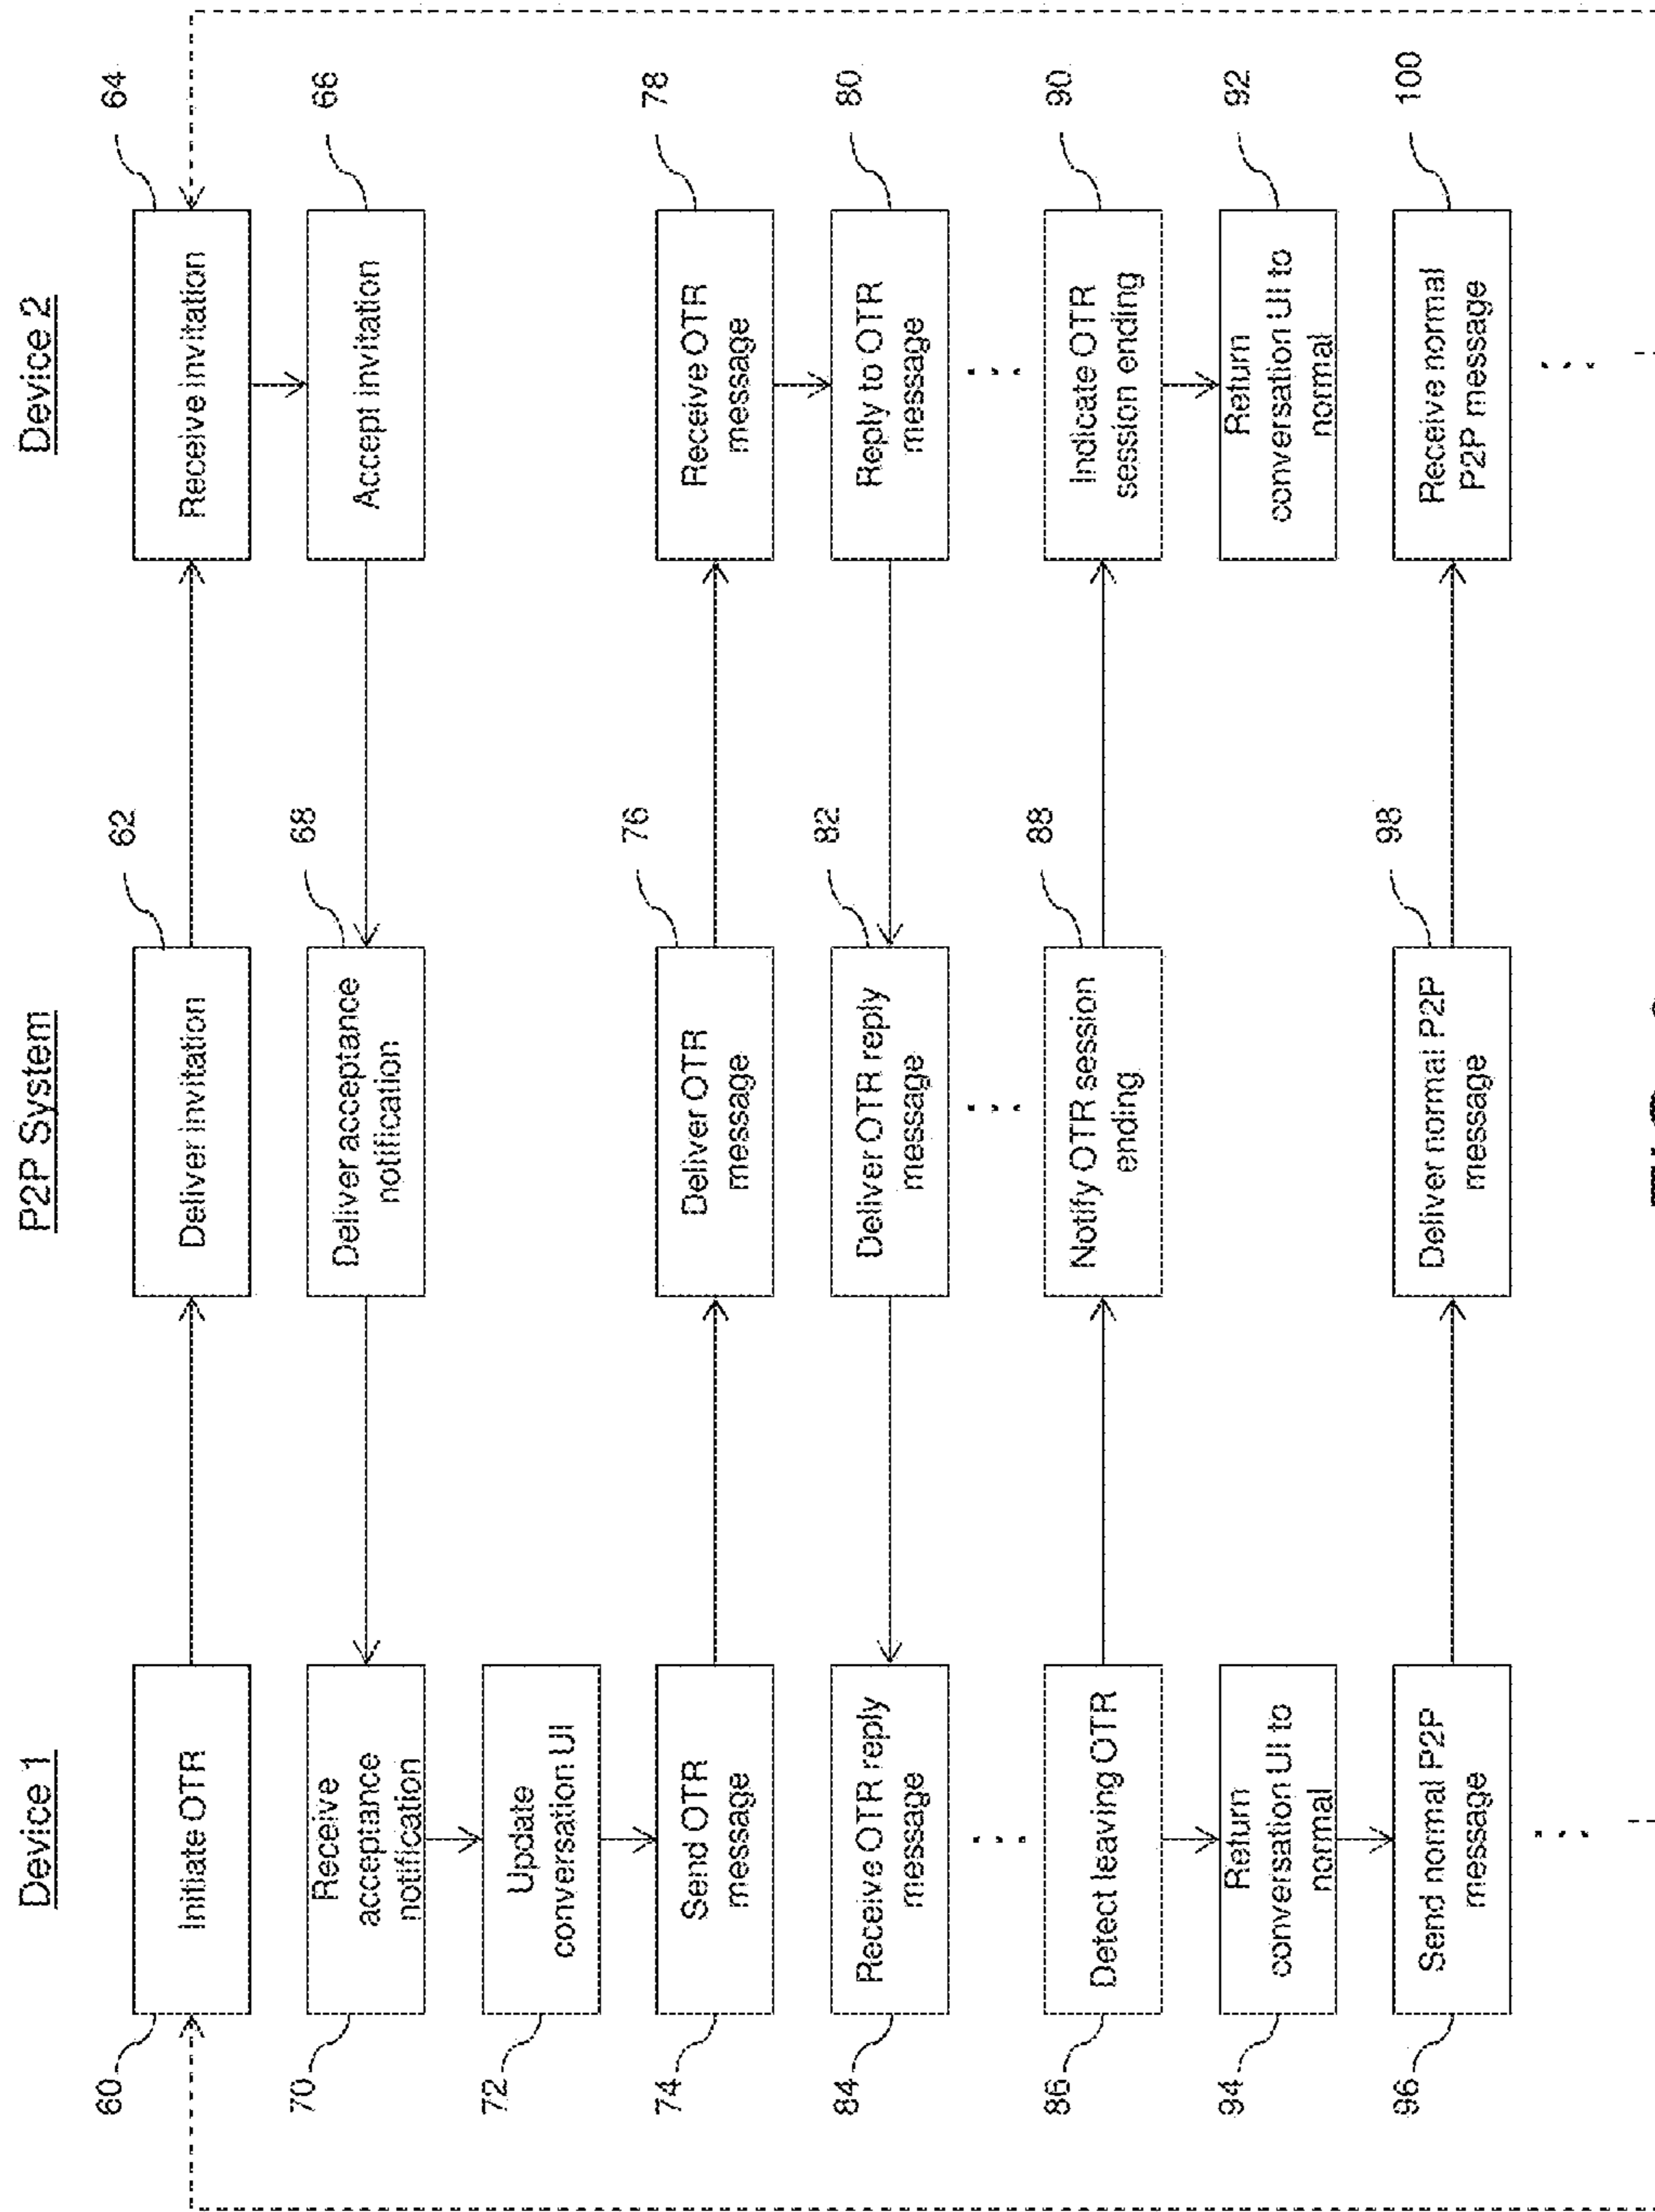 Device 1
P2P System
Device 2
60
Initiate OTR
62
Deliver invitation
64
Receive invitation
66
Accept invitation
68
Deliver acceptance
notification
70
Receive
acceptance
notification
72
Update
conversation UI
74
Send OTR
message
76
Deliver OTR
message
78
Receive OTR
message
80
Reply to OTR
message
82
Deliver OTR reply
message
84
Receive OTR reply
message
...
...
...
86
Detect leaving OTR
88
Notify OTR session
ending
90
Indicate OTR
session ending
92
Return
conversation UI to
normal
94
Return
conversation UI to
normal
96
Send normal P2P
message
98
Deliver normal P2P
message
100
Receive normal
P2P message
...
...